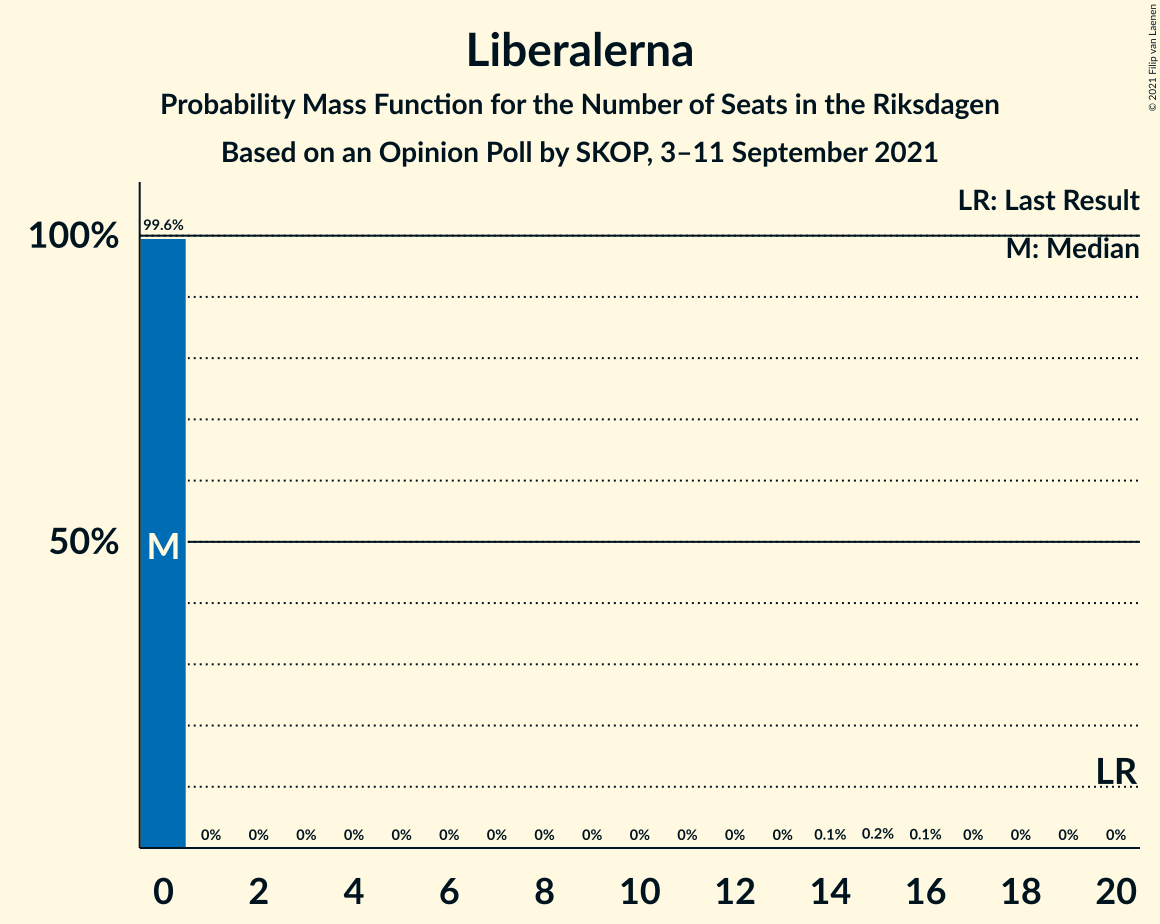 Liberalerna
Probability Mass Function for the Number of Seats in the Riksdagen
Based on an Opinion Poll by SKOP, 3–11 September 2021
© 2021 Filip van Laenen
LR: Last Result
M: Median
100%
50%
99.6%
M
LR
0% 0% 0% 0% 0% 0% 0% 0% 0% 0% 0% 0% 0% 0.1% 0.2% 0.1% 0% 0% 0% 0%
0 2 4 6 8 10 12 14 16 18 20